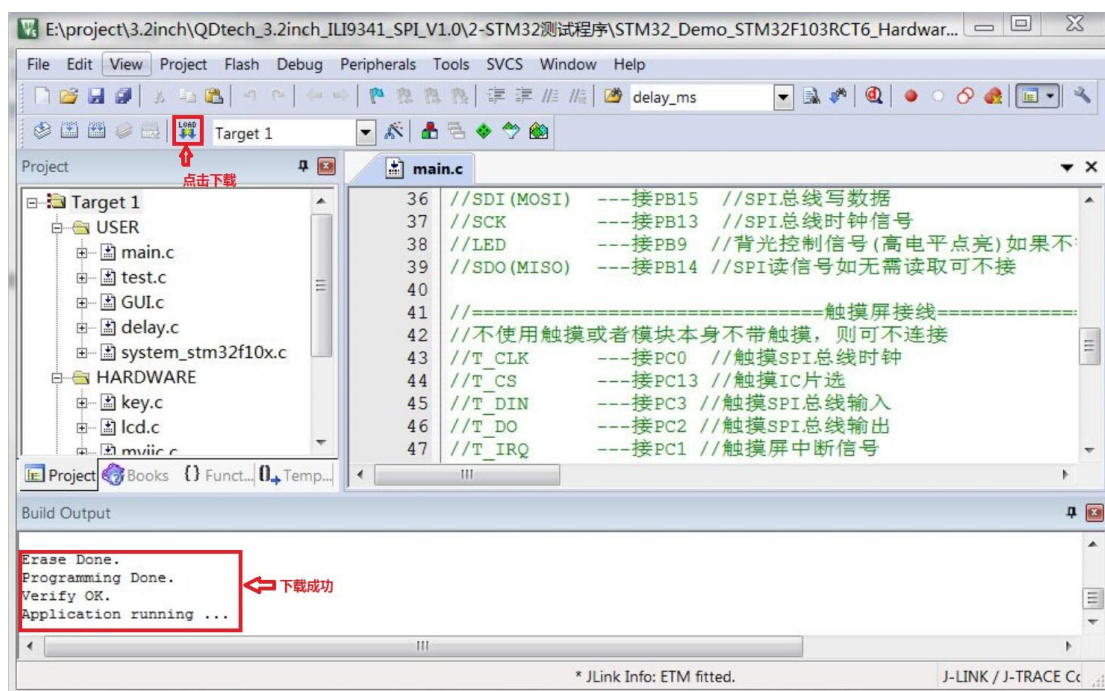 E:\project\3.2inch\QDtech_3.2inch_ILI9341_SPI_V1.0\2-STM32测试程序\STM32_Demo_STM32F103RCT6_Hardwar...
File Edit View Project Flash Debug Peripherals Tools SVCS Window Help
delay_ms
LOAD Target 1
Project
点击下载
main.c
Target 1
USER
main.c
test.c
GUI.c
delay.c
system_stm32f10x.c
HARDWARE
key.c
lcd.c
myiic.c
36 //SDI(MOSI) ---接PB15 //SPI总线写数据
37 //SCK ---接PB13 //SPI总线时钟信号
38 //LED ---接PB9 //背光控制信号(高电平点亮)如果不
39 //SDO(MISO) ---接PB14 //SPI读信号如无需读取可不接
40
41 //===============================触摸屏接线============
42 //不使用触摸或者模块本身不带触摸，则可不连接
43 //T_CLK ---接PC0 //触摸SPI总线时钟
44 //T_CS ---接PC13 //触摸IC片选
45 //T_DIN ---接PC3 //触摸SPI总线输入
46 //T_DO ---接PC2 //触摸SPI总线输出
47 //T_IRQ ---接PC1 //触摸屏中断信号
Project Books {} Funct... Temp...
Build Output
Erase Done.
Programming Done.
Verify OK.
Application running ...
下载成功
* JLink Info: ETM fitted. J-LINK / J-TRACE